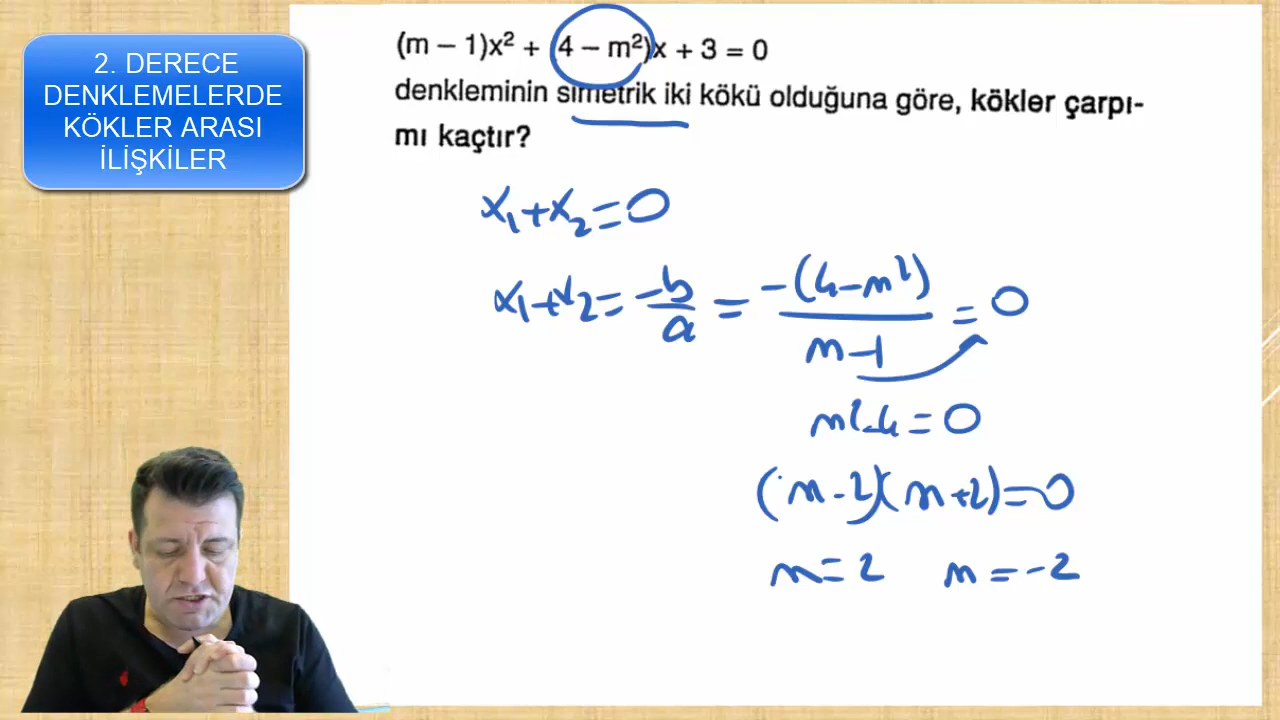 2. DERECE
DENKLEMELERDE
KÖKLER ARASI
İLİŞKİLER
(m – 1)x² + (4 – m²)x + 3 = 0
denkleminin simetrik iki kökü olduğuna göre, kökler çarpı-
mı kaçtır?
x₁+x₂=0
x₁+x₂= -b/a = -(4-m²)/m-1 = 0
m²-4=0
(m-2)(m+2)=0
m=2 m=-2